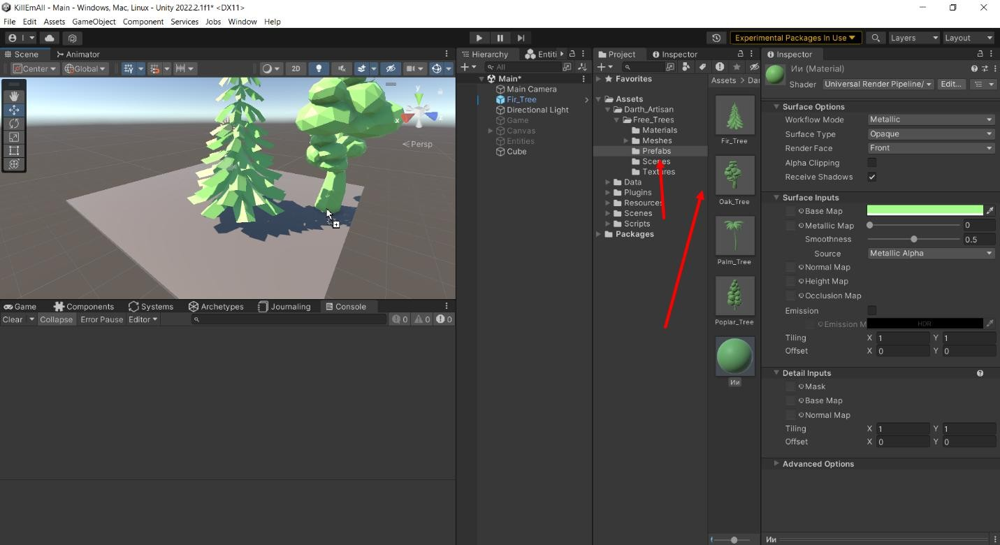 KillEmAll - Main - Windows, Mac, Linux - Unity 2022.2.1f1* <DX11>
File Edit Assets GameObject Component Services Jobs Window Help
Experimental Packages In Use Layers Layout
Scene Animator
Center Global 2D
y
x
z
Persp
Hierarchy Entiti
All
Main*
Main Camera
Fir_Tree
Directional Light
Game
Canvas
Entities
Cube
Project Inspector
Favorites
Assets
Darth_Artisan
Free_Trees
Materials
Meshes
Prefabs
Scenes
Textures
Data
Plugins
Resources
Scenes
Scripts
Packages
Assets > Dar
Fir_Tree
Oak_Tree
Palm_Tree
Poplar_Tree
Ии
Inspector
Ии (Material)
Shader Universal Render Pipeline/ Edit...
Surface Options
Workflow Mode Metallic
Surface Type Opaque
Render Face Front
Alpha Clipping
Receive Shadows
Surface Inputs
Base Map
Metallic Map 0
Smoothness 0.5
Source Metallic Alpha
Normal Map
Height Map
Occlusion Map
Emission
Emission M HDR
Tiling X 1 Y 1
Offset X 0 Y 0
Detail Inputs
Mask
Base Map
Normal Map
Tiling X 1 Y 1
Offset X 0 Y 0
Advanced Options
Ии
Game Components Systems Archetypes Journaling Console
Clear Collapse Error Pause Editor 0 0 0